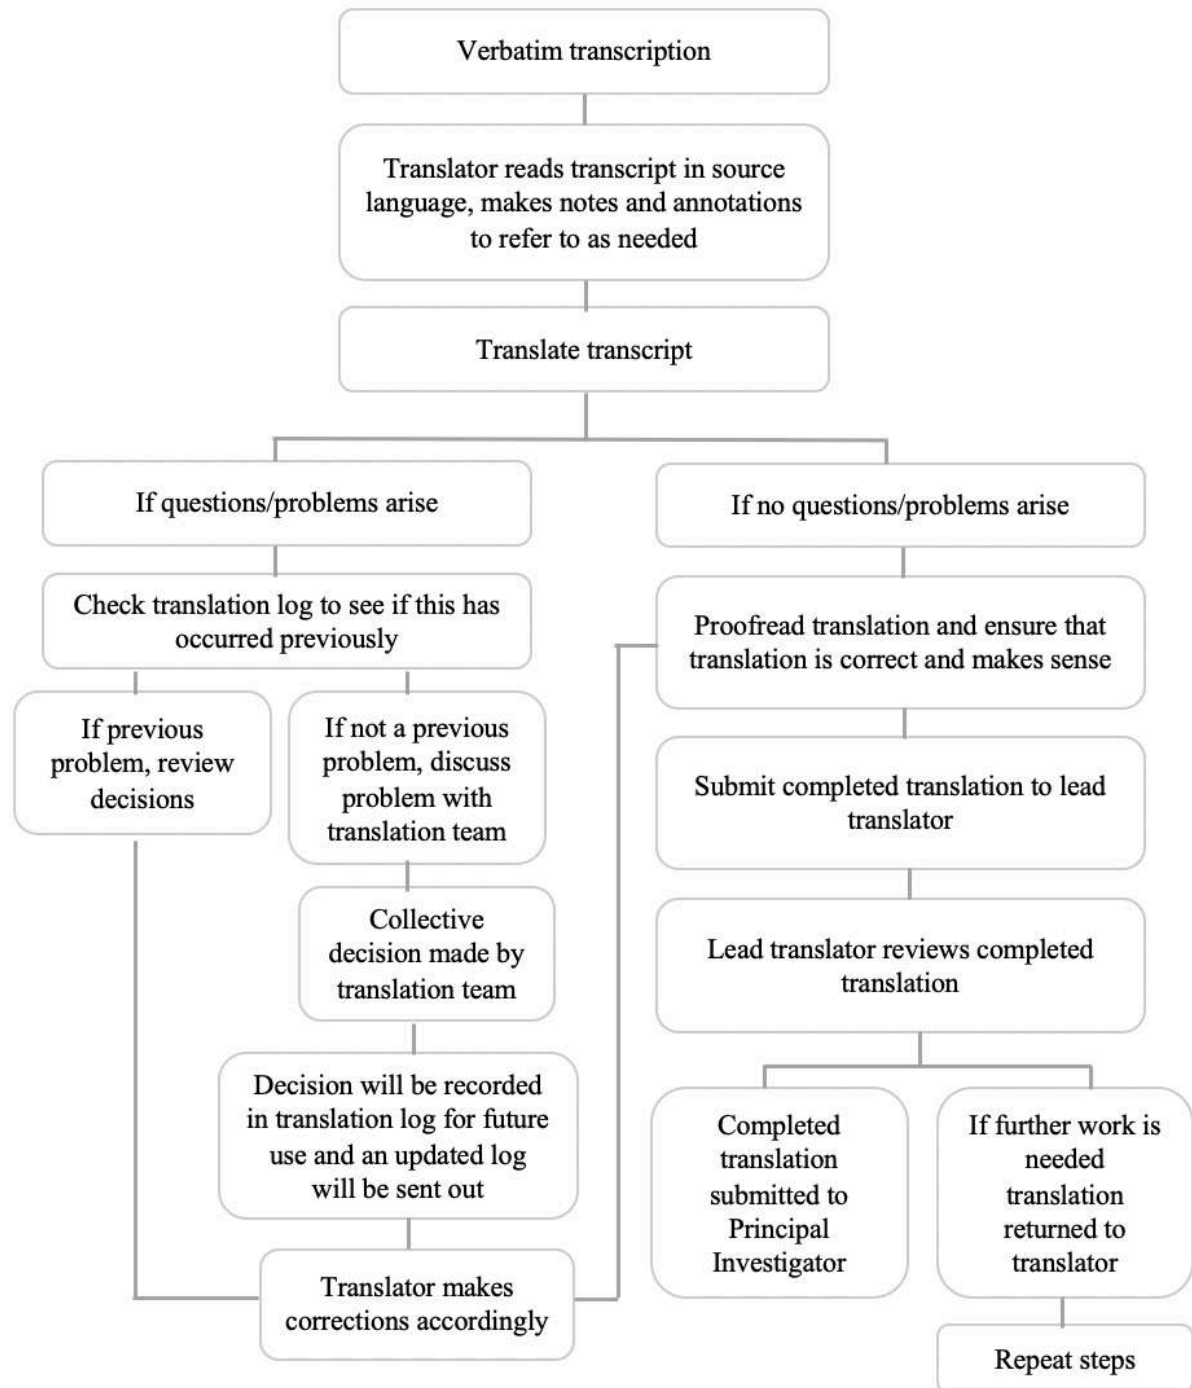 Verbatim transcription
Translator reads transcript in source
language, makes notes and annotations
to refer to as needed
Translate transcript
If questions/problems arise
Check translation log to see if this has
occurred previously
If previous
problem, review
decisions
If not a previous
problem, discuss
problem with
translation team
Collective
decision made by
translation team
Decision will be recorded
in translation log for future
use and an updated log
will be sent out
Translator makes
corrections accordingly
If no questions/problems arise
Proofread translation and ensure that
translation is correct and makes sense
Submit completed translation to lead
translator
Lead translator reviews completed
translation
Completed
translation
submitted to
Principal
Investigator
If further work is
needed
translation
returned to
translator
Repeat steps